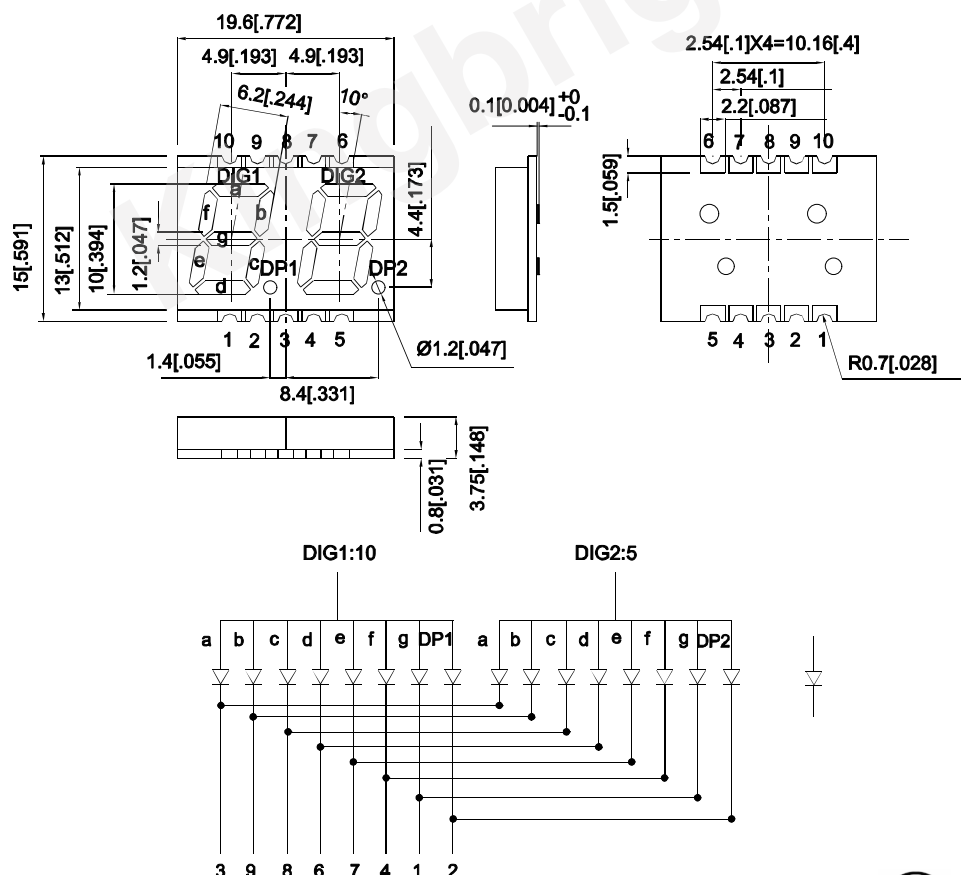 Kingbrig
19.6[.772]
4.9[.193] 4.9[.193]
6.2[.244] 10°
10 9 8 7 6
DIG1 DIG2
a
f b
g
e c
d
DP1 DP2
15[.591]
13[.512]
10[.394]
1.2[.047]
4.4[.173]
1 2 3 4 5
1.4[.055]
Ø1.2[.047]
8.4[.331]
0.1[0.004] +0
-0.1
2.54[.1]X4=10.16[.4]
2.54[.1]
2.2[.087]
6 7 8 9 10
1.5[.059]
5 4 3 2 1
R0.7[.028]
0.8[.031]
3.75[.148]
DIG1:10 DIG2:5
a b c d e f g DP1 a b c d e f g DP2
3 9 8 6 7 4 1 2